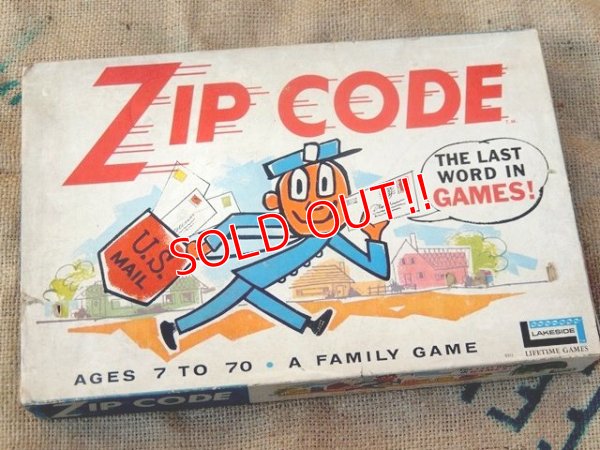 ZIP CODE
T.M.
THE LAST
WORD IN
GAMES!
SOLD OUT!!
U.S.
MAIL
AGES 7 TO 70 • A FAMILY GAME
LAKESIDE
LIFETIME GAMES
ZIP CODE